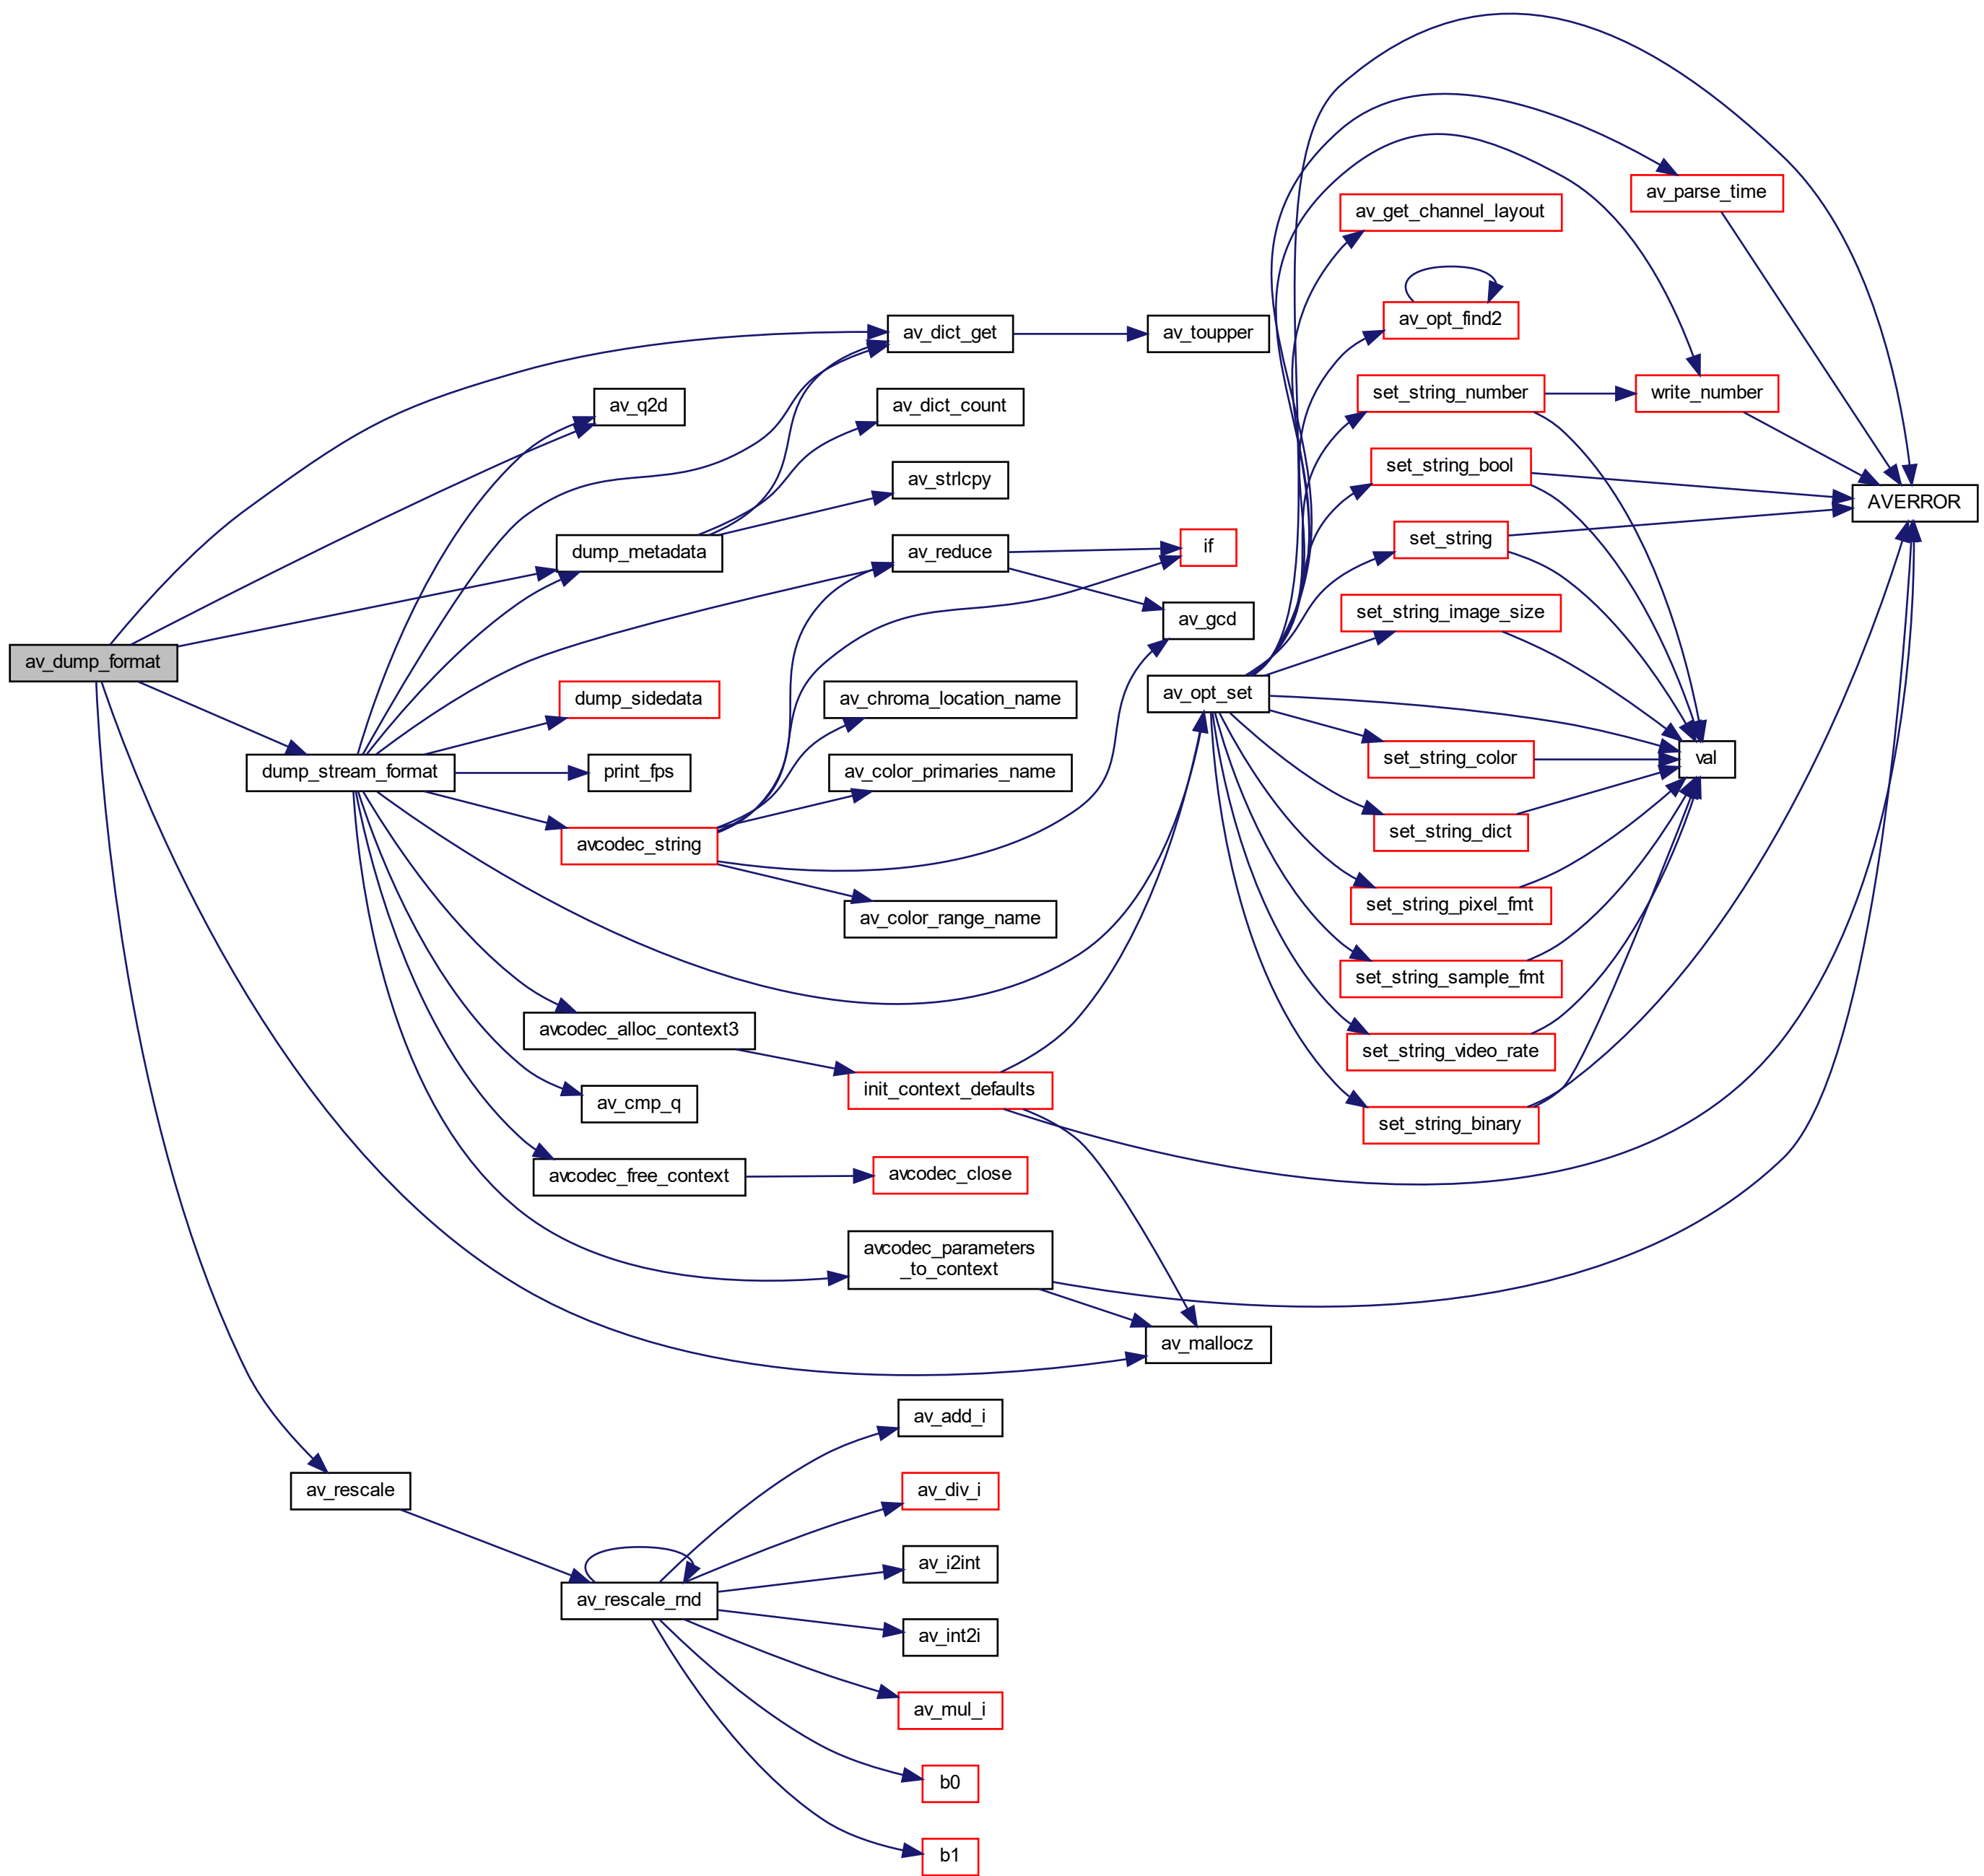 av_dump_format
av_dict_get
av_toupper
av_q2d
av_dict_count
av_strlcpy
dump_metadata
av_reduce
if
av_gcd
dump_sidedata
dump_stream_format
print_fps
avcodec_string
av_chroma_location_name
av_color_primaries_name
av_color_range_name
avcodec_alloc_context3
init_context_defaults
av_cmp_q
avcodec_free_context
avcodec_close
avcodec_parameters
_to_context
av_mallocz
av_opt_set
av_get_channel_layout
av_opt_find2
set_string_number
set_string_bool
set_string
set_string_image_size
set_string_color
set_string_dict
set_string_pixel_fmt
set_string_sample_fmt
set_string_video_rate
set_string_binary
av_parse_time
write_number
AVERROR
val
av_rescale
av_rescale_rnd
av_add_i
av_div_i
av_i2int
av_int2i
av_mul_i
b0
b1